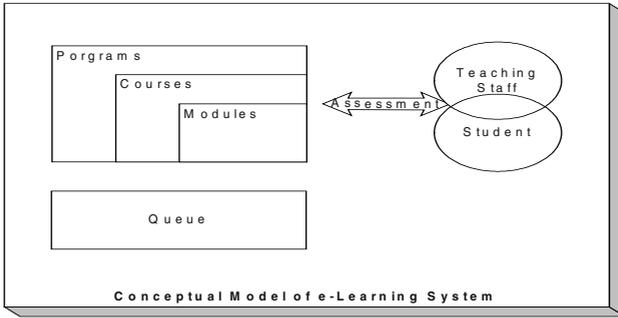 Porgrams
Courses
Modules
Assessment
Teaching
Staff
Student
Queue
Conceptual Model of e-Learning System